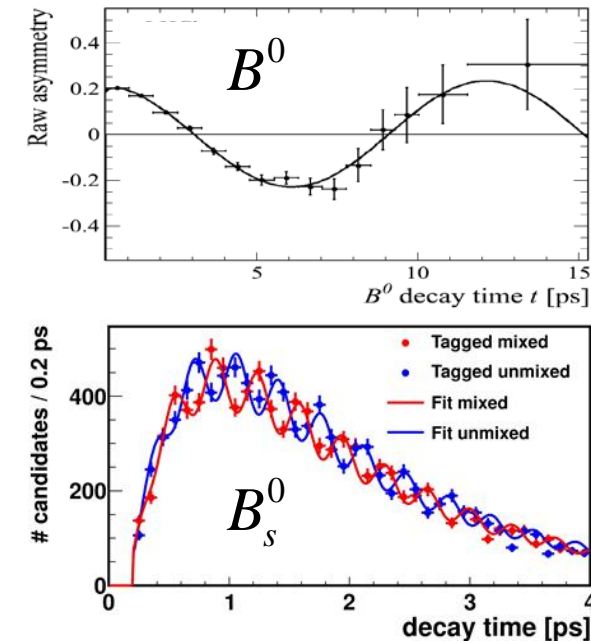 0.4
0.2
0
-0.2
-0.4
Raw asymmetry
B⁰
5
10
15
B⁰ decay time t [ps]
# candidates / 0.2 ps
400
200
0
Tagged mixed
Tagged unmixed
Fit mixed
Fit unmixed
B⁰ₛ
0
1
2
3
4
decay time [ps]